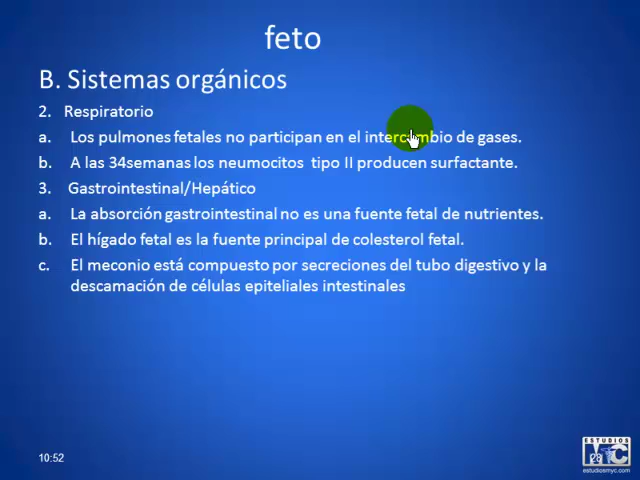 feto
B. Sistemas orgánicos
2. Respiratorio
a. Los pulmones fetales no participan en el intercambio de gases.
b. A las 34semanas los neumocitos tipo II producen surfactante.
3. Gastrointestinal/Hepático
a. La absorción gastrointestinal no es una fuente fetal de nutrientes.
b. El hígado fetal es la fuente principal de colesterol fetal.
c. El meconio está compuesto por secreciones del tubo digestivo y la
descamación de células epiteliales intestinales
10:52
ESTUDIOS
estudiosmyc.com